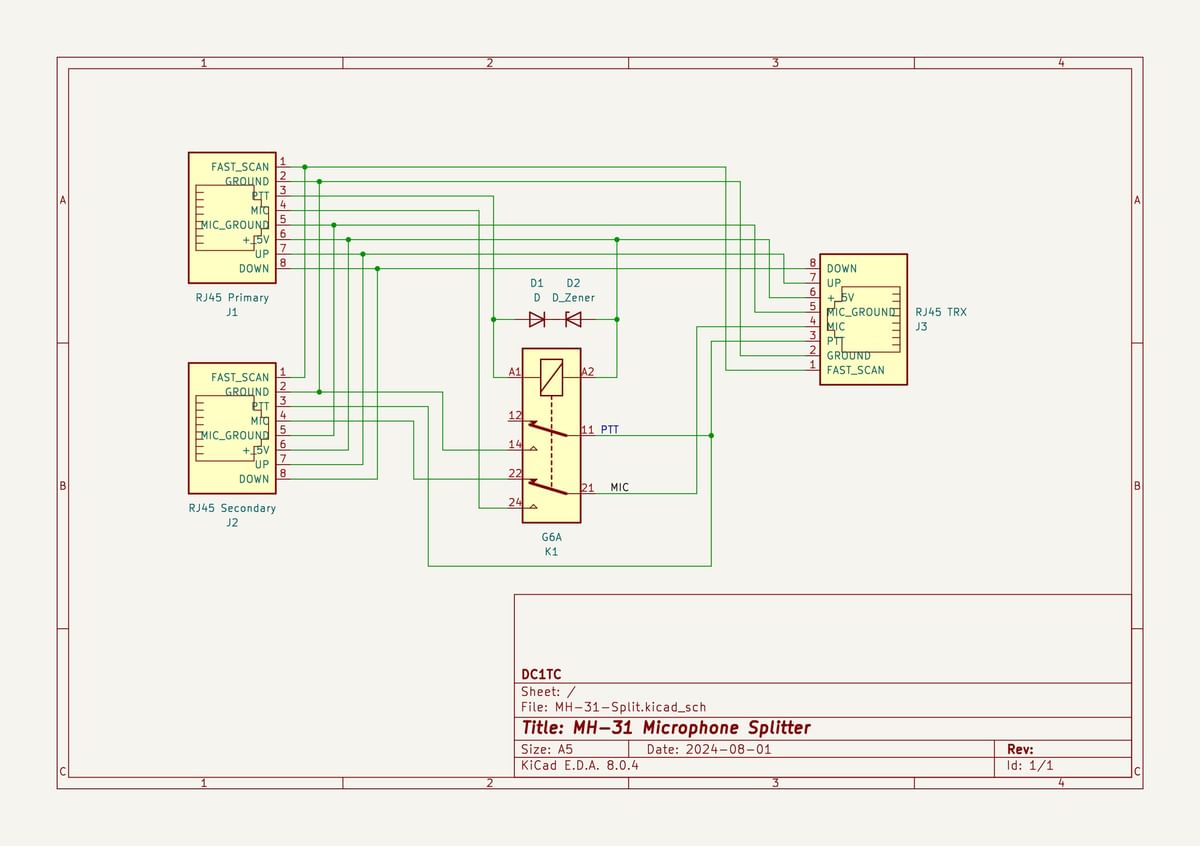 1 2 3 4
A A
B B
C C
FAST_SCAN 1
GROUND 2
PTT 3
MIC 4
MIC_GROUND 5
+_5V 6
UP 7
DOWN 8
RJ45 Primary
J1
FAST_SCAN 1
GROUND 2
PTT 3
MIC 4
MIC_GROUND 5
+_5V 6
UP 7
DOWN 8
RJ45 Secondary
J2
D1 D2
D D_Zener
A1 A2
12
11 PTT
14
22
21 MIC
24
G6A
K1
8 DOWN
7 UP
6 +_5V
5 MIC_GROUND
4 MIC
3 PTT
2 GROUND
1 FAST_SCAN
RJ45 TRX
J3
DC1TC
Sheet: /
File: MH-31-Split.kicad_sch
Title: MH-31 Microphone Splitter
Size: A5 Date: 2024-08-01 Rev:
KiCad E.D.A. 8.0.4 Id: 1/1
1 2 3 4